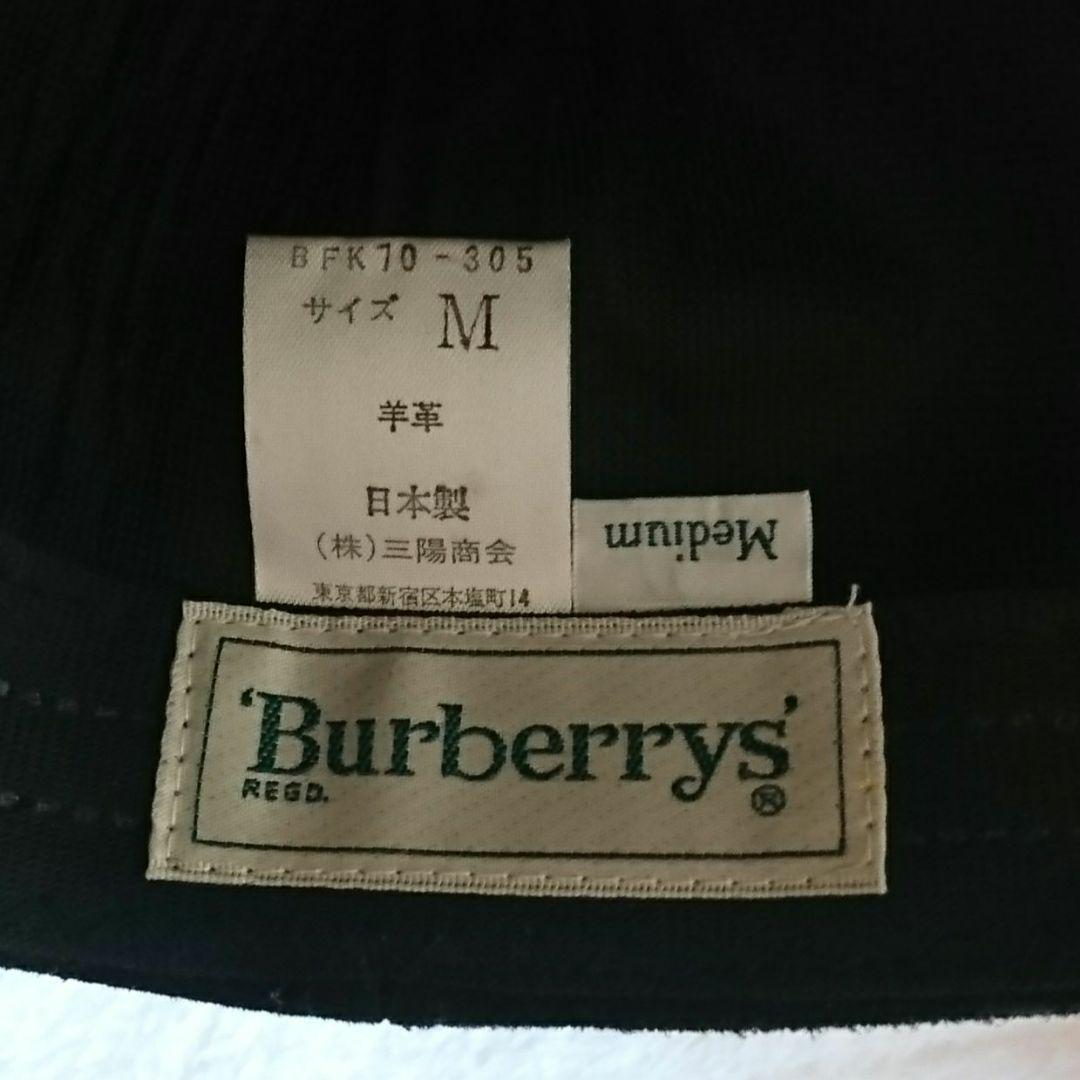 BFK70-305
サイズ M
羊革
日本製
(株)三陽商会
東京都新宿区本塩町14
Medium
'Burberrys'
REGD.
®